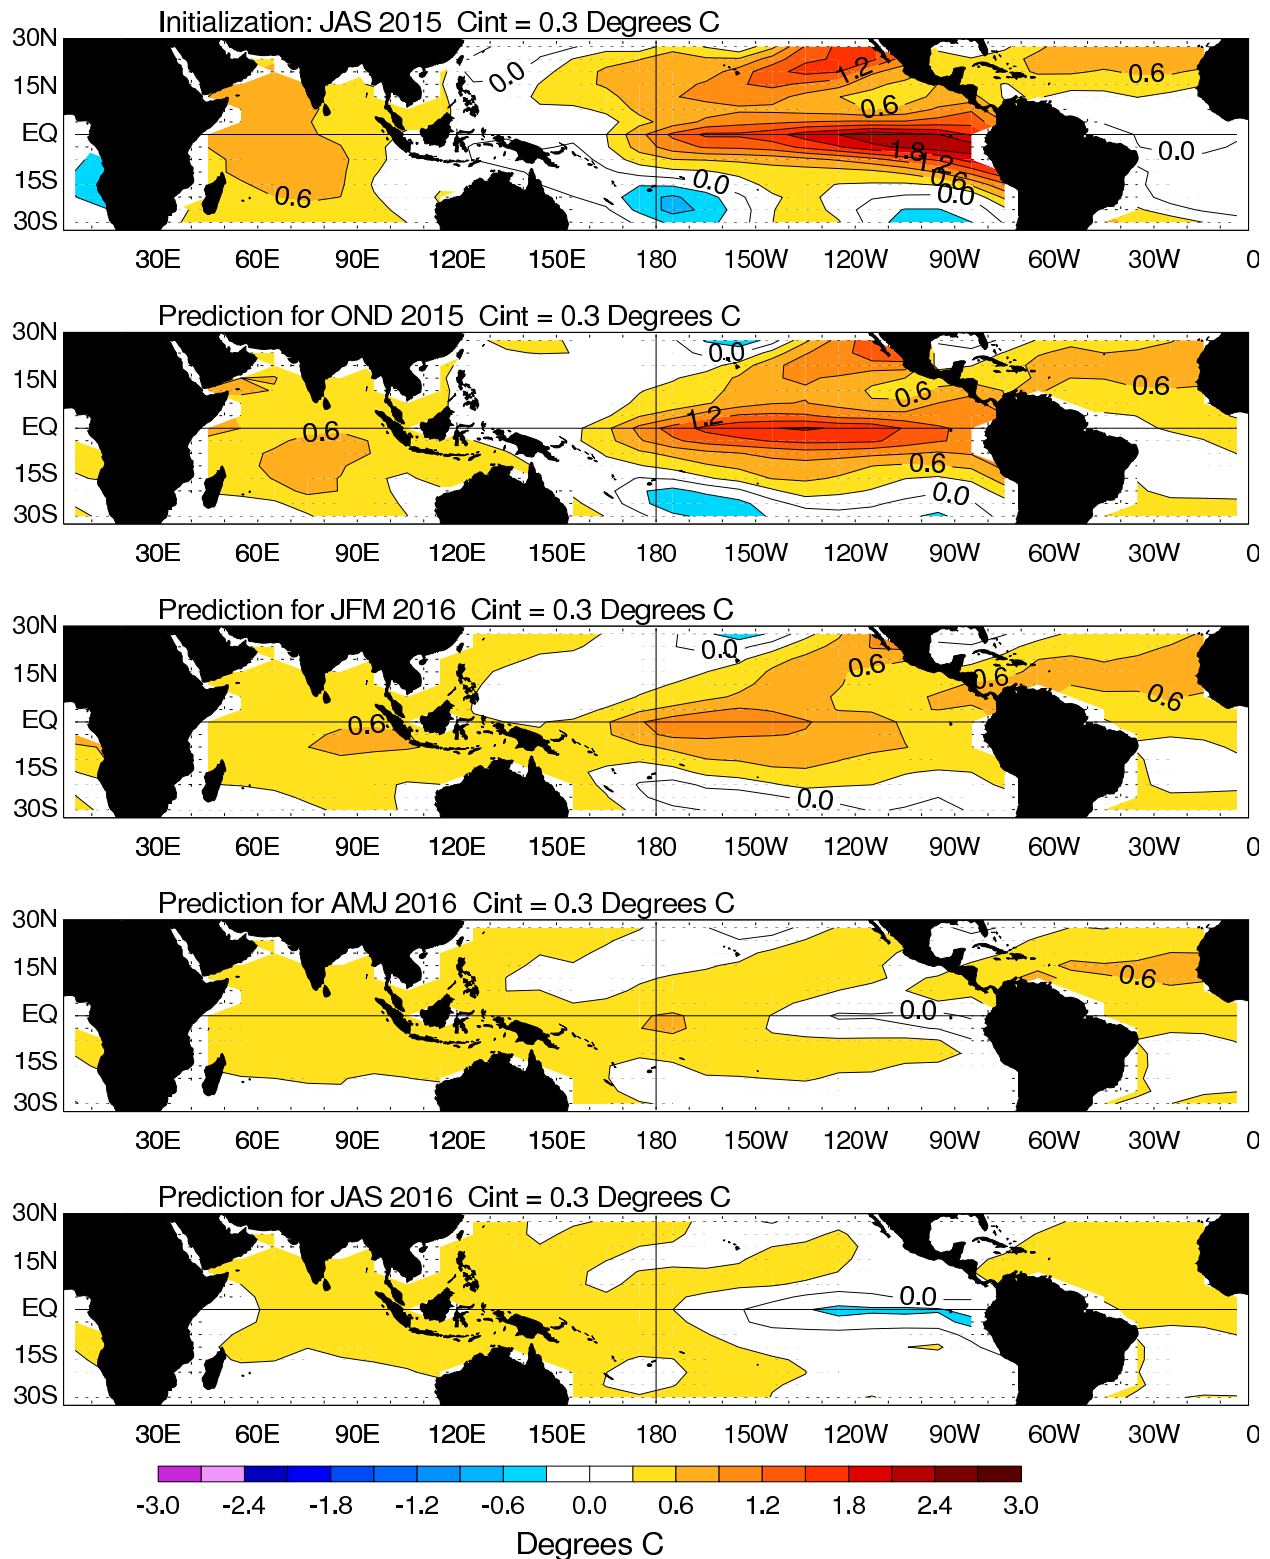 Initialization: JAS 2015  Cint = 0.3 Degrees C
30N
15N
EQ
15S
30S
0.0
1.2
1
0.6
0.6
0.0
1.8
1.2
0.6
0.0
0.0
0.6
30E 60E 90E 120E 150E 180 150W 120W 90W 60W 30W 0
Prediction for OND 2015  Cint = 0.3 Degrees C
30N
15N
EQ
15S
30S
0.0
0.6
0.6
1.2
0.6
0.6
0.0
30E 60E 90E 120E 150E 180 150W 120W 90W 60W 30W 0
Prediction for JFM 2016  Cint = 0.3 Degrees C
30N
15N
EQ
15S
30S
0.0
0.6
0.6
0.6
0.6
0.0
30E 60E 90E 120E 150E 180 150W 120W 90W 60W 30W 0
Prediction for AMJ 2016  Cint = 0.3 Degrees C
30N
15N
EQ
15S
30S
0.6
0.0
30E 60E 90E 120E 150E 180 150W 120W 90W 60W 30W 0
Prediction for JAS 2016  Cint = 0.3 Degrees C
30N
15N
EQ
15S
30S
0.0
30E 60E 90E 120E 150E 180 150W 120W 90W 60W 30W 0
-3.0 -2.4 -1.8 -1.2 -0.6 0.0 0.6 1.2 1.8 2.4 3.0
Degrees C